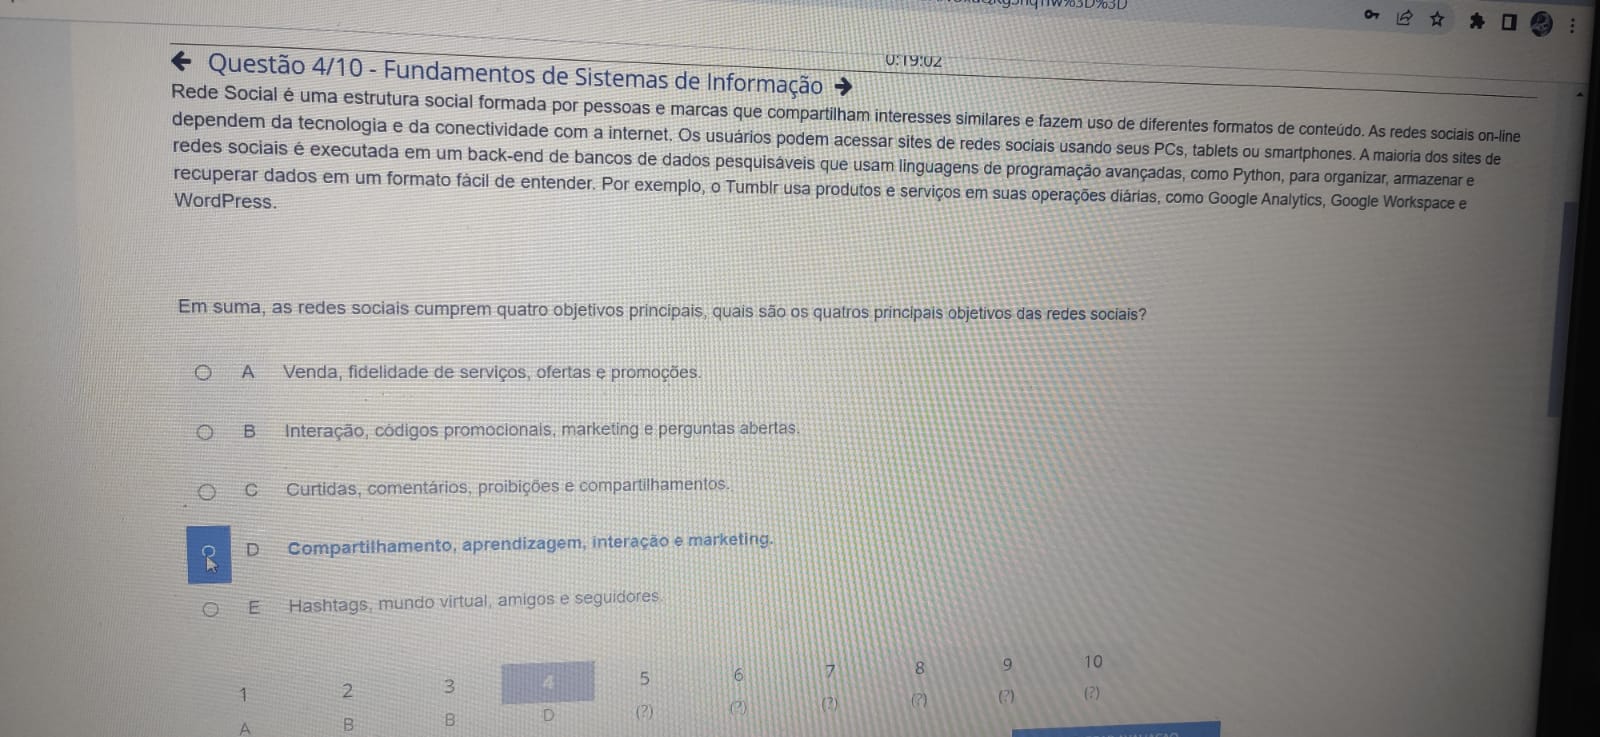 0:19:02
Questão 4/10 - Fundamentos de Sistemas de Informação
Rede Social é uma estrutura social formada por pessoas e marcas que compartilham interesses similares e fazem uso de diferentes formatos de conteúdo. As redes sociais on-line
dependem da tecnologia e da conectividade com a internet. Os usuários podem acessar sites de redes sociais usando seus PCs, tablets ou smartphones. A maioria dos sites de
redes sociais é executada em um back-end de bancos de dados pesquisáveis que usam linguagens de programação avançadas, como Python, para organizar, armazenar e
recuperar dados em um formato fácil de entender. Por exemplo, o Tumblr usa produtos e serviços em suas operações diárias, como Google Analytics, Google Workspace e
WordPress.
Em suma, as redes sociais cumprem quatro objetivos principais, quais são os quatros principais objetivos das redes sociais?
A Venda, fidelidade de serviços, ofertas e promoções.
B Interação, códigos promocionais, marketing e perguntas abertas.
C Curtidas, comentários, proibições e compartilhamentos.
D Compartilhamento, aprendizagem, interação e marketing.
E Hashtags, mundo virtual, amigos e seguidores.
1 2 3 4 5 6 7 8 9 10
A B B D (?) (?) (?) (?) (?) (?)